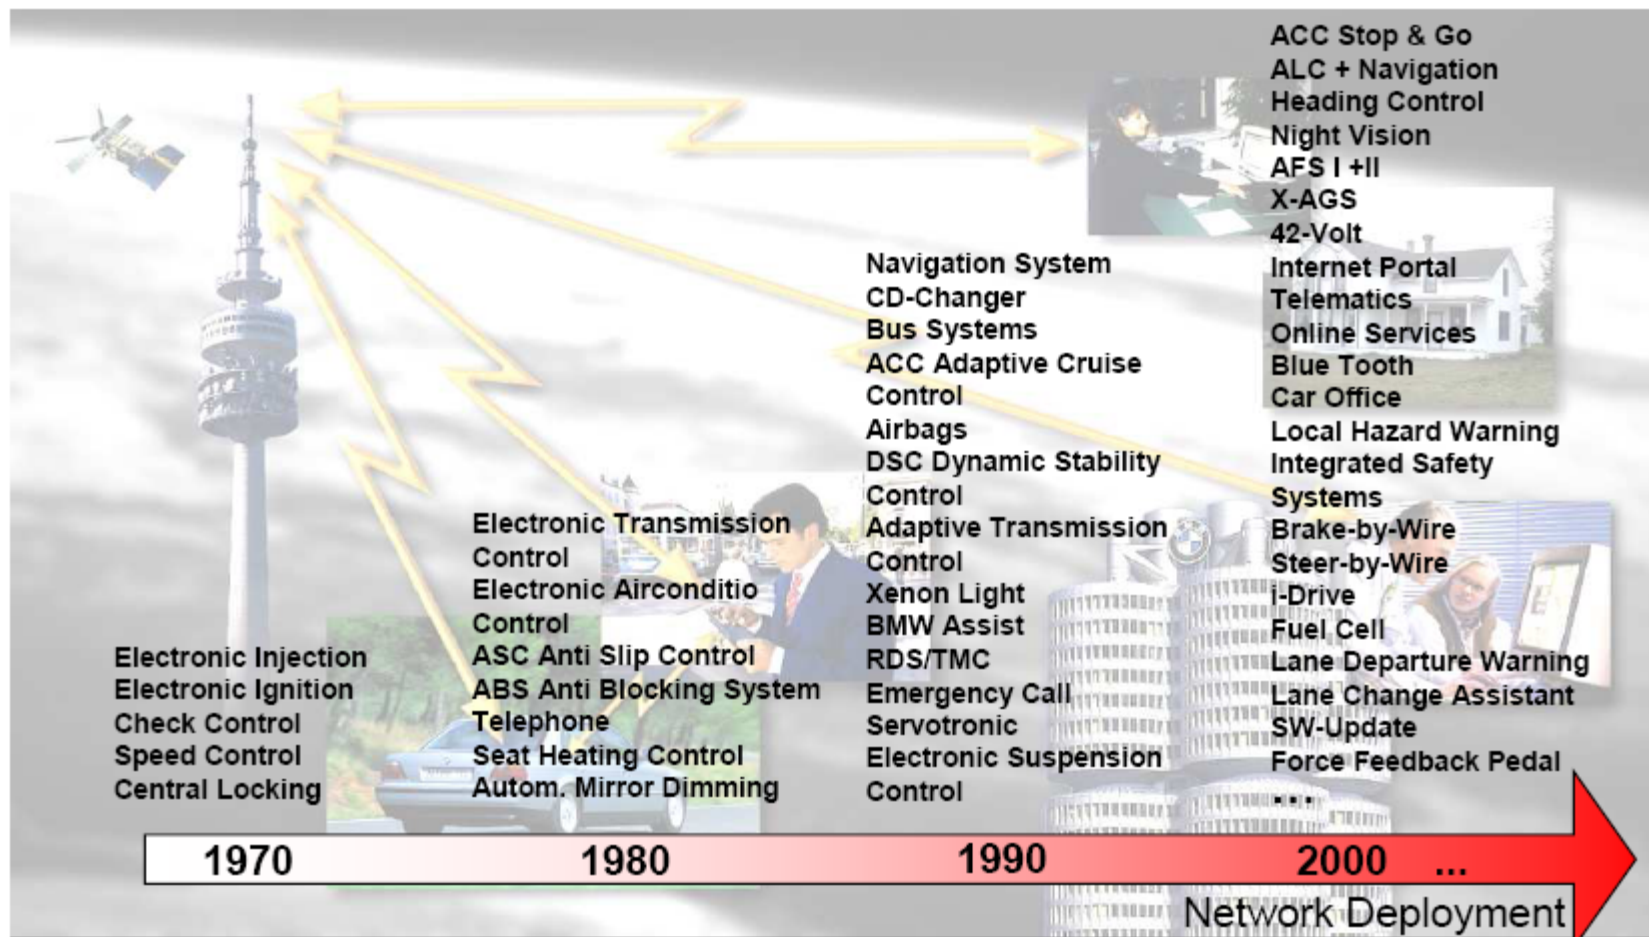 Electronic Injection
Electronic Ignition
Check Control
Speed Control
Central Locking
Electronic Transmission
Control
Electronic Airconditio
Control
ASC Anti Slip Control
ABS Anti Blocking System
Telephone
Seat Heating Control
Autom. Mirror Dimming
Navigation System
CD-Changer
Bus Systems
ACC Adaptive Cruise
Control
Airbags
DSC Dynamic Stability
Control
Adaptive Transmission
Control
Xenon Light
BMW Assist
RDS/TMC
Emergency Call
Servotronic
Electronic Suspension
Control
ACC Stop & Go
ALC + Navigation
Heading Control
Night Vision
AFS I +II
X-AGS
42-Volt
Internet Portal
Telematics
Online Services
Blue Tooth
Car Office
Local Hazard Warning
Integrated Safety
Systems
Brake-by-Wire
Steer-by-Wire
i-Drive
Fuel Cell
Lane Departure Warning
Lane Change Assistant
SW-Update
Force Feedback Pedal
...
1970 1980 1990 2000 ...
Network Deployment